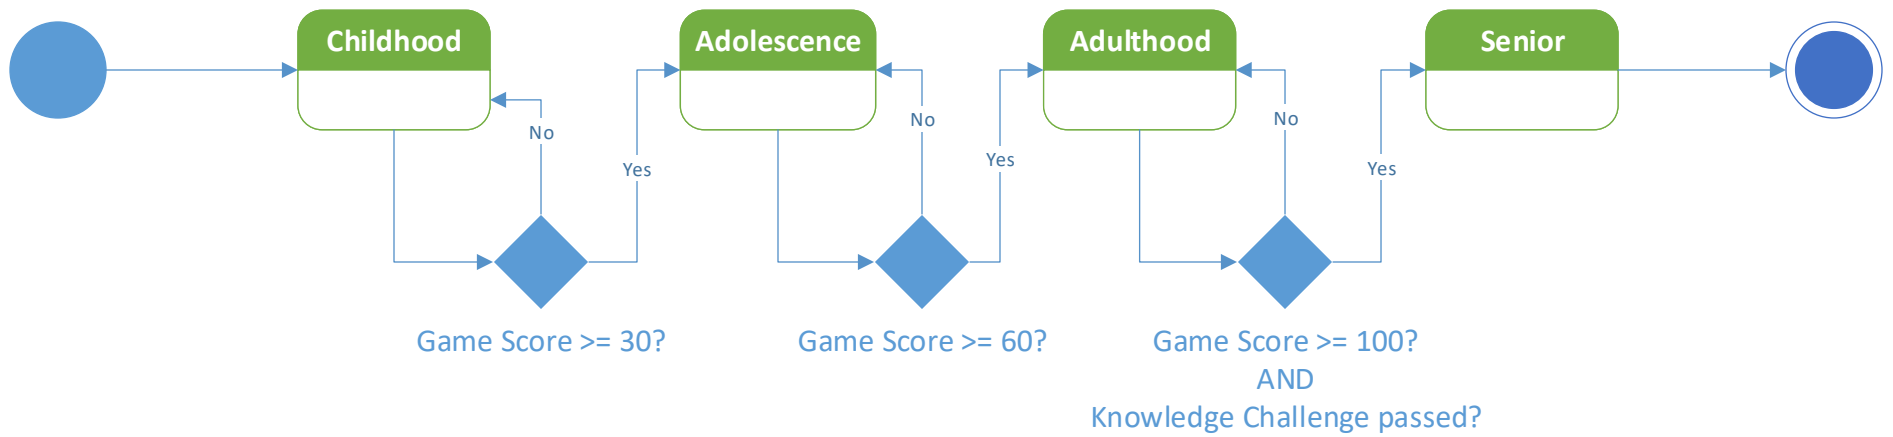 Childhood
Adolescence
Adulthood
Senior
No
Yes
No
Yes
No
Yes
Game Score >= 30?
Game Score >= 60?
Game Score >= 100?
AND
Knowledge Challenge passed?